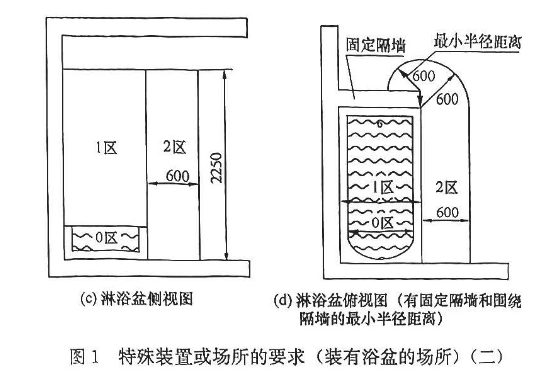 1区
2区
600
2250
0区
(c) 淋浴盆侧视图
固定隔墙
最小半径距离
600
600
1区
2区
600
0区
(d) 淋浴盆俯视图（有固定隔墙和围绕
隔墙的最小半径距离）
图1 特殊装置或场所的要求（装有浴盆的场所）（二）